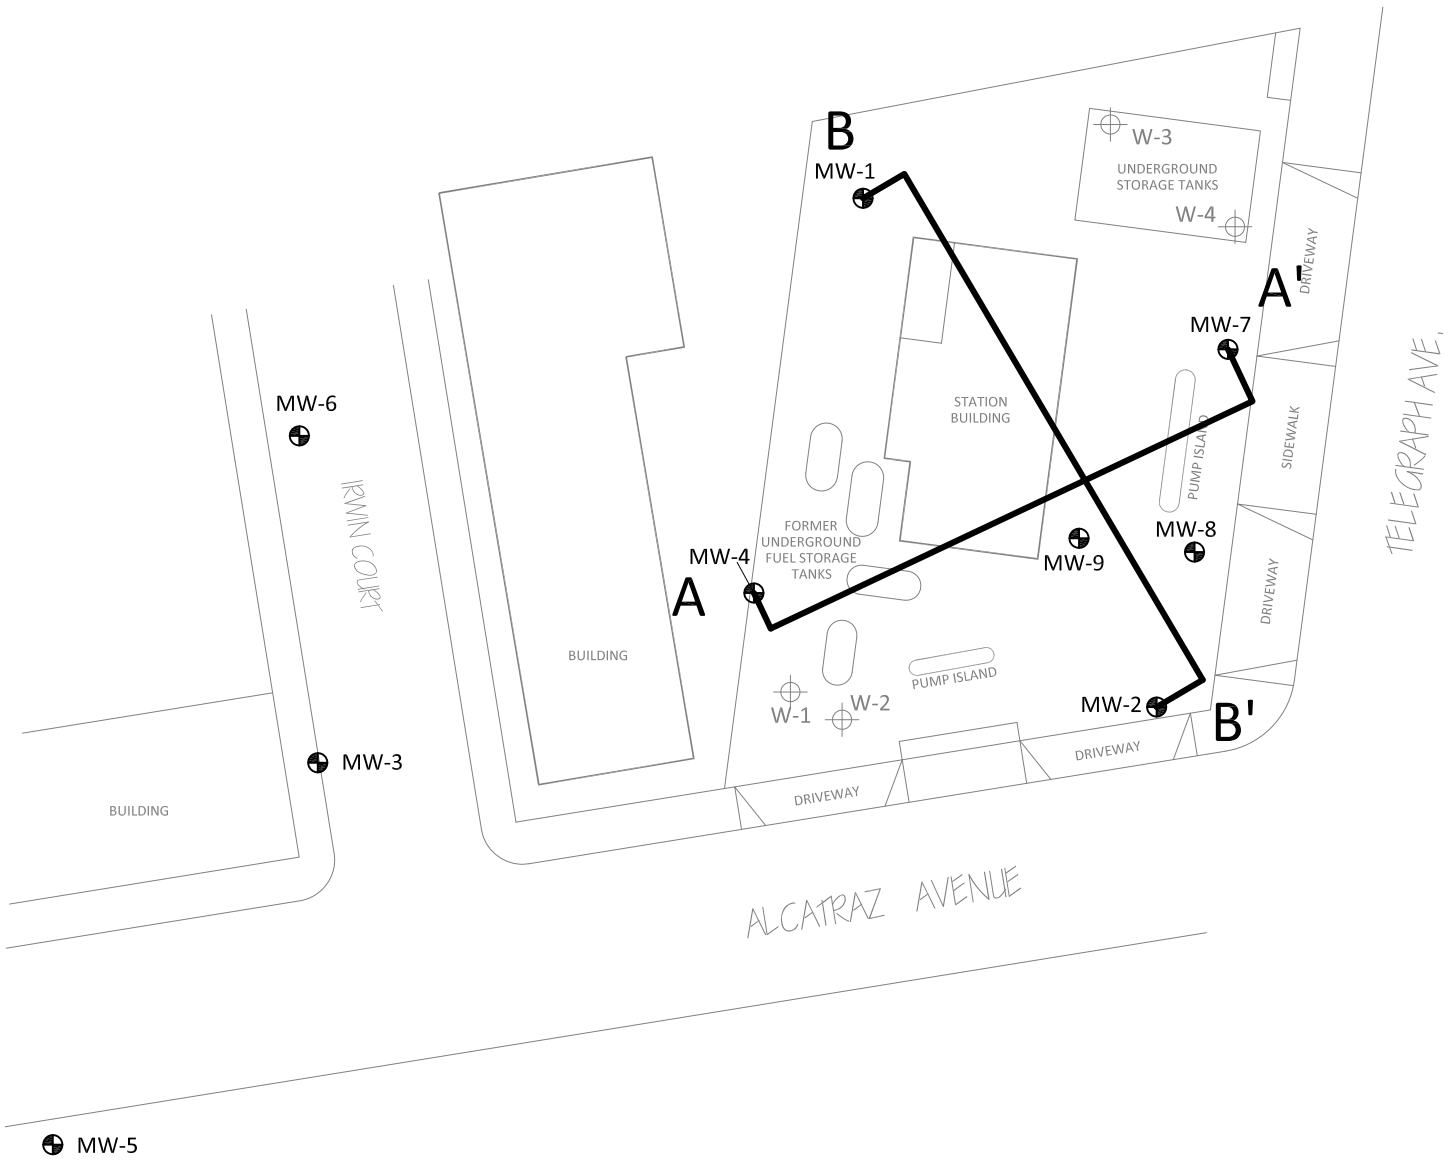 B
MW-1
W-3
UNDERGROUND
STORAGE TANKS
W-4
DRIVEWAY
A'
MW-7
TELEGRAPH AVE.
MW-6
STATION
BUILDING
PUMP ISLAND
SIDEWALK
IRWIN COURT
FORMER
UNDERGROUND
FUEL STORAGE
TANKS
MW-4
A
MW-9
MW-8
DRIVEWAY
BUILDING
PUMP ISLAND
W-1
W-2
MW-2
B'
DRIVEWAY
DRIVEWAY
MW-3
BUILDING
ALCATRAZ AVENUE
MW-5